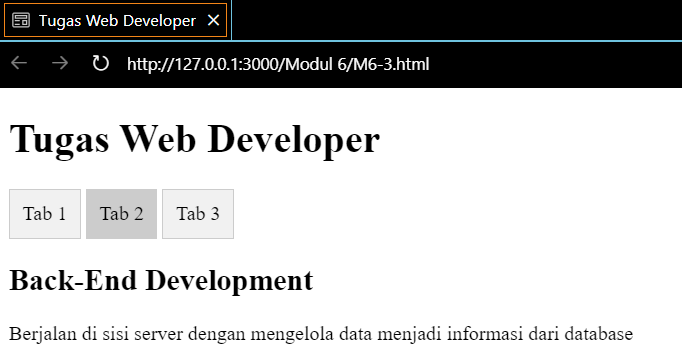 Tugas Web Developer
http://127.0.0.1:3000/Modul 6/M6-3.html
Tugas Web Developer
Tab 1 Tab 2 Tab 3
Back-End Development
Berjalan di sisi server dengan mengelola data menjadi informasi dari database